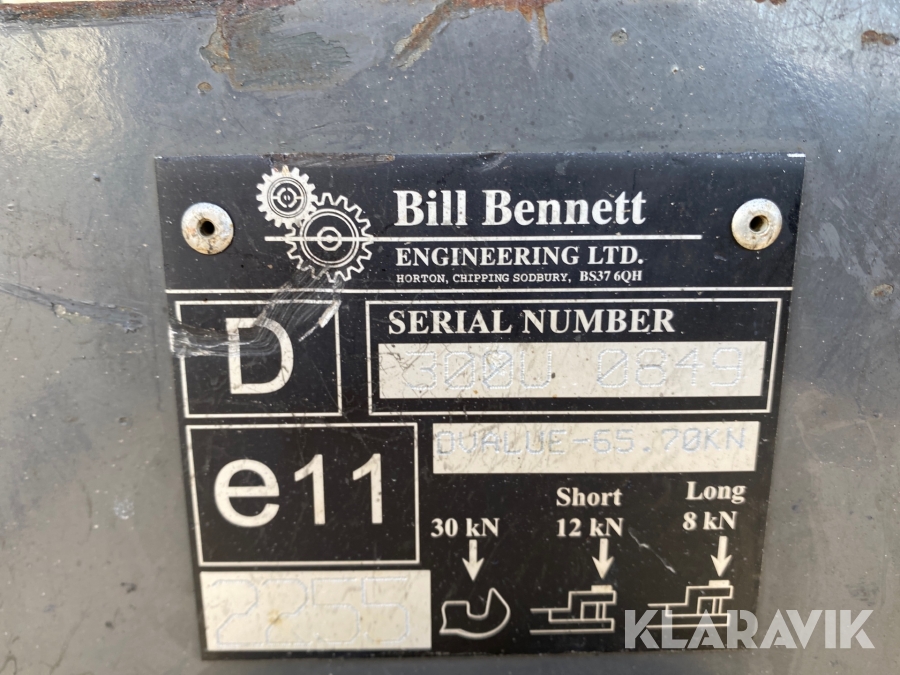 Bill Bennett
ENGINEERING LTD.
HORTON, CHIPPING SODBURY, BS37 6QH
D
SERIAL NUMBER
300U 0849
DVALUE-65.70KN
e11
2255
30 kN
Short
12 kN
Long
8 kN
KLARAVIK